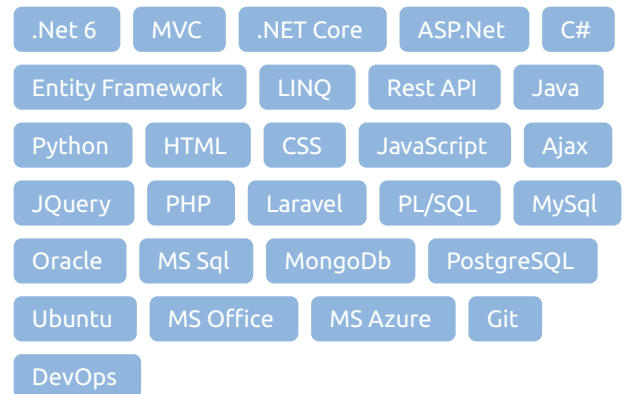 .Net 6 MVC .NET Core ASP.Net C#
Entity Framework LINQ Rest API Java
Python HTML CSS JavaScript Ajax
JQuery PHP Laravel PL/SQL MySql
Oracle MS Sql MongoDb PostgreSQL
Ubuntu MS Office MS Azure Git
DevOps